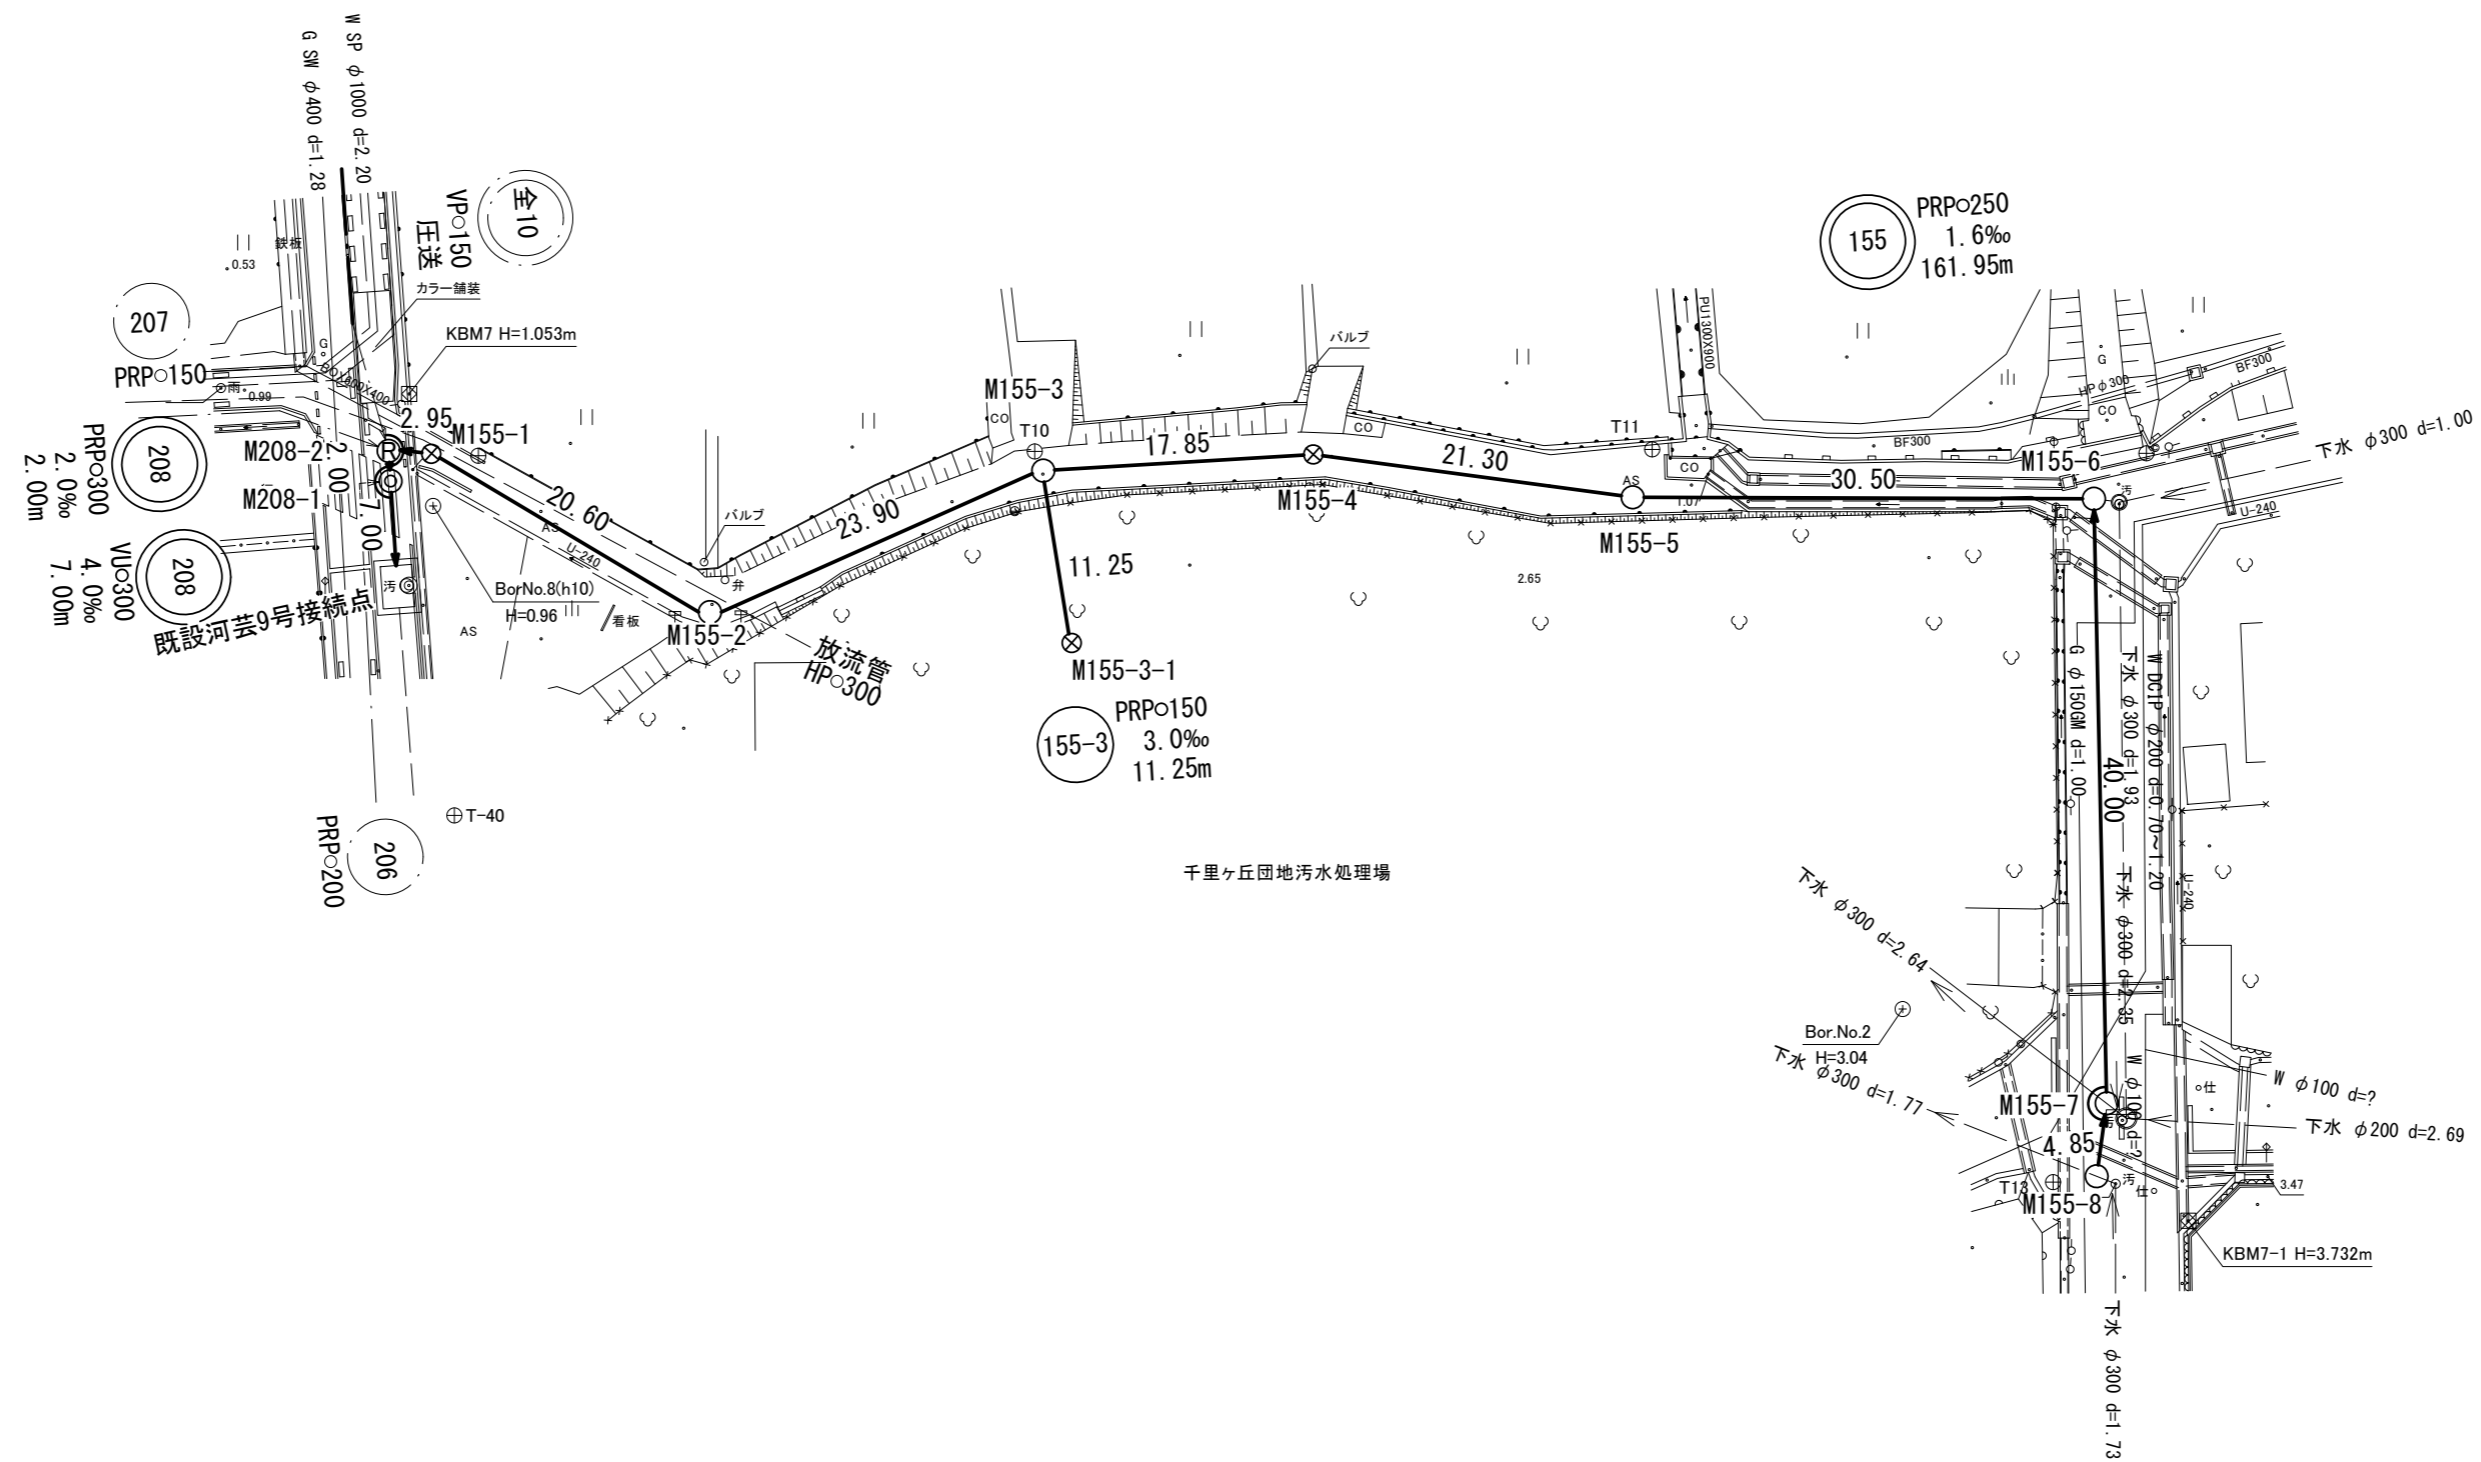 W SP φ1000 d=2.20
G SW φ400 d=1.28
全10
VP○150
圧送
鉄板
0.53
カラー舗装
207
PRP○150
KBM7 H=1.053m
G
雨
BOX800X400
0.99
2.95
M155-1
M208-2
R
2.00
208
PRP○300
2.0‰
2.00m
M208-1
7.00
208
VU○300
4.0‰
7.00m
汚
既設河芸9号接続点
20.60
AS
U-240
BorNo.8(h10)
H=0.96
看板
AS
バルブ
弁
M155-2
放流管
HP○300
206
PRP○200
T-40
23.90
M155-3
T10
CO
17.85
11.25
M155-3-1
155-3
PRP○150
3.0‰
11.25m
バルブ
CO
M155-4
21.30
T11
AS
M155-5
2.65
155
PRP○250
1.6‰
161.95m
PU1300X900
CO
1.07
30.50
BF300
M155-6
G
HPφ300
CO
BF300
汚
U-240
下水 φ300 d=1.00
G φ150GM d=1.00
下水 φ300 d=1.93
W DCIP φ200 d=0.70~1.20
40.00
下水 φ300 d=2.35
U-240
千里ヶ丘団地汚水処理場
下水 φ300 d=2.64
Bor.No.2
H=3.04
下水 φ300 d=1.77
M155-7
W φ100 d=?
仕
W φ100 d=?
下水 φ200 d=2.69
4.85
T13
M155-8
汚
仕
3.47
KBM7-1 H=3.732m
下水 φ300 d=1.73